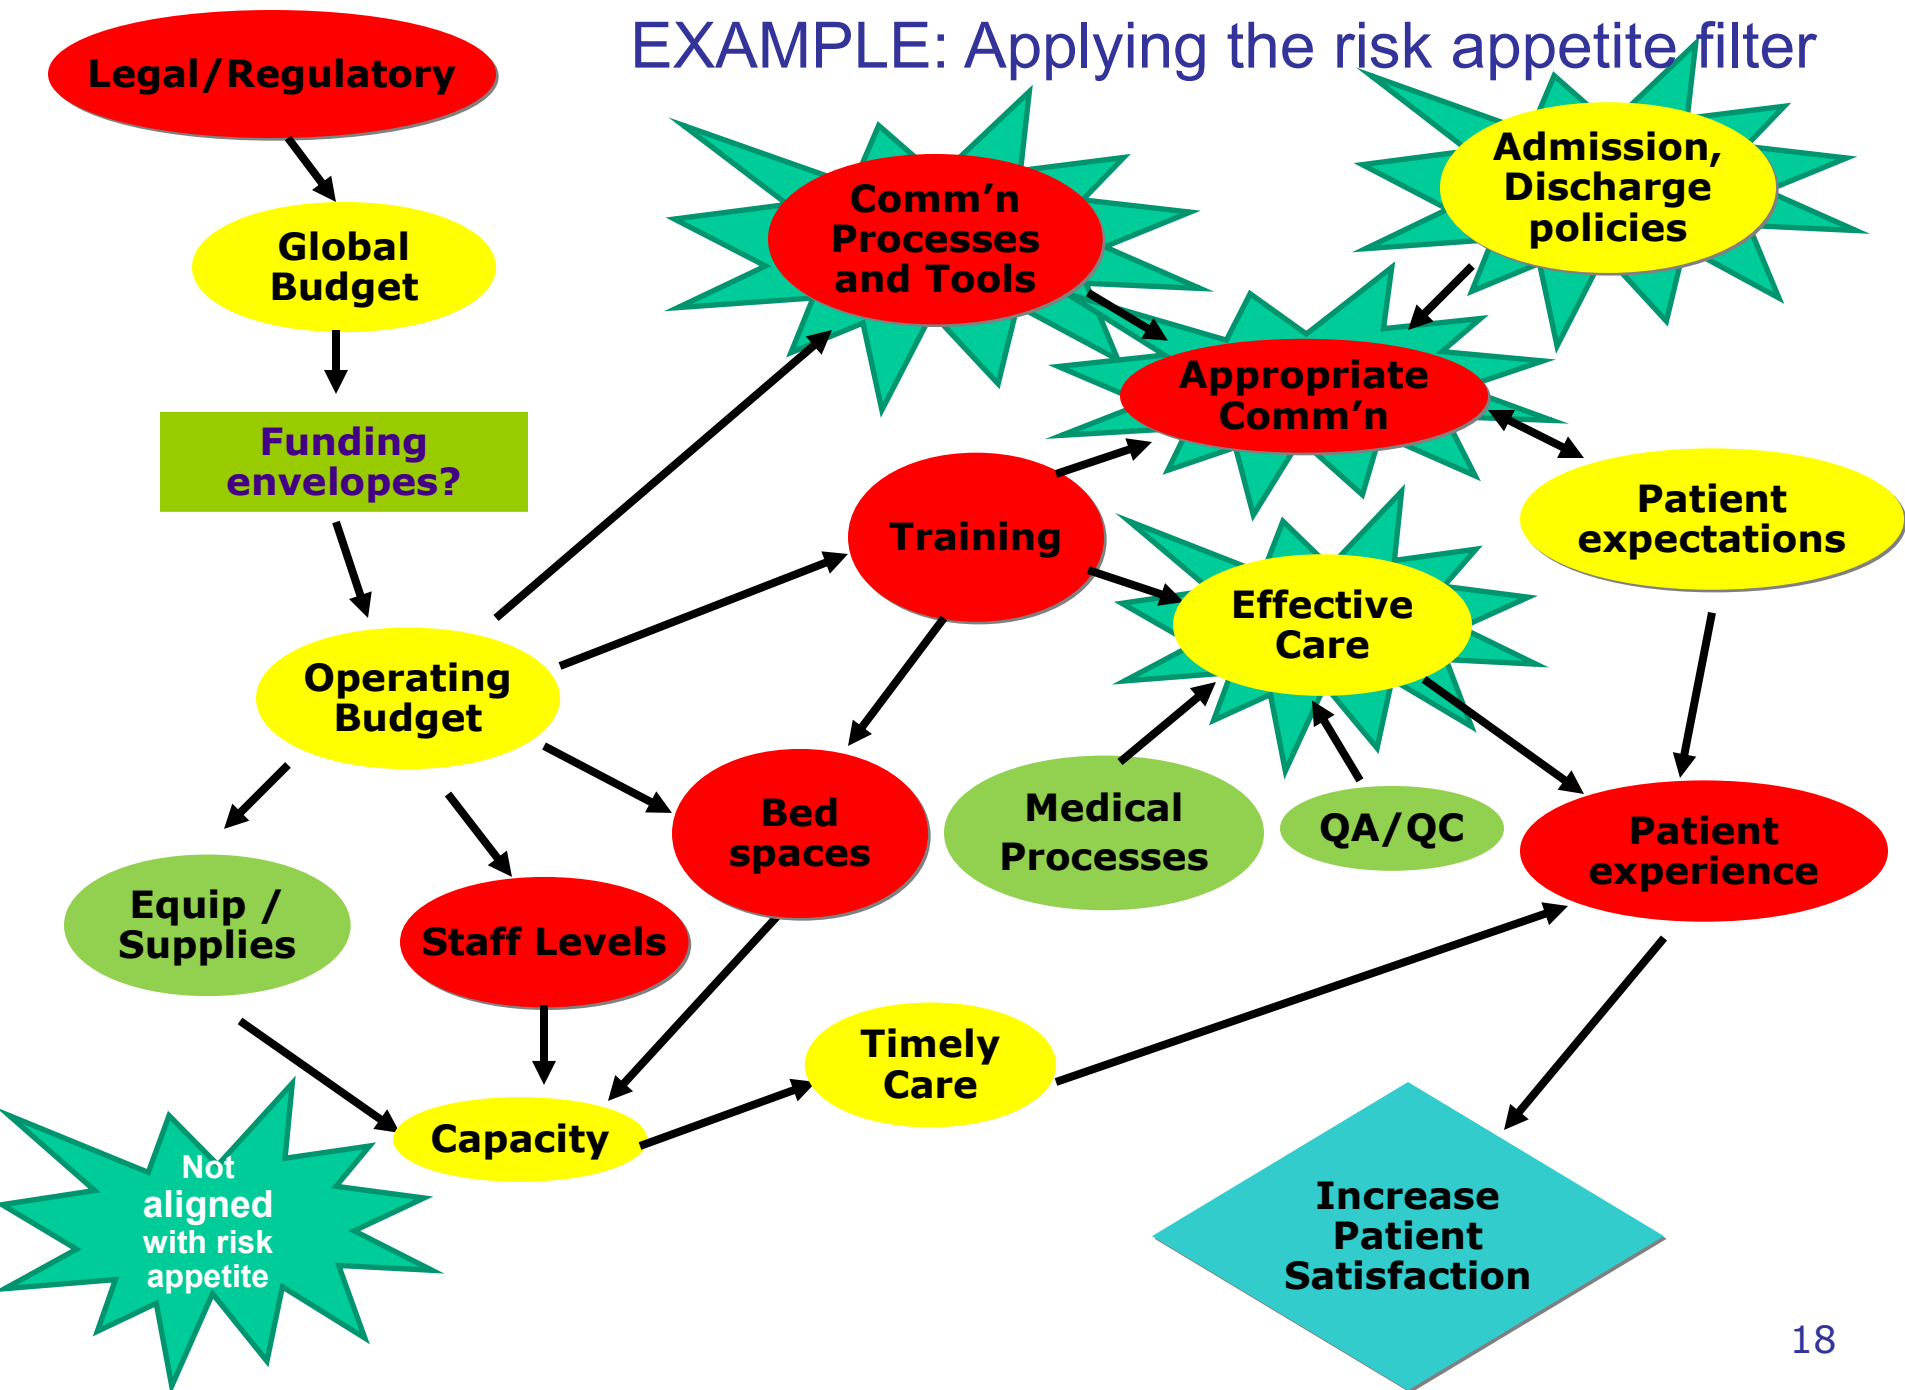 EXAMPLE: Applying the risk appetite filter
Legal/Regulatory
Global
Budget
Funding
envelopes?
Operating
Budget
Equip /
Supplies
Staff Levels
Bed
spaces
Capacity
Timely
Care
Comm’n
Processes
and Tools
Admission,
Discharge
policies
Appropriate
Comm’n
Training
Patient
expectations
Effective
Care
Medical
Processes
QA/QC
Patient
experience
Increase
Patient
Satisfaction
Not
aligned
with risk
appetite
18